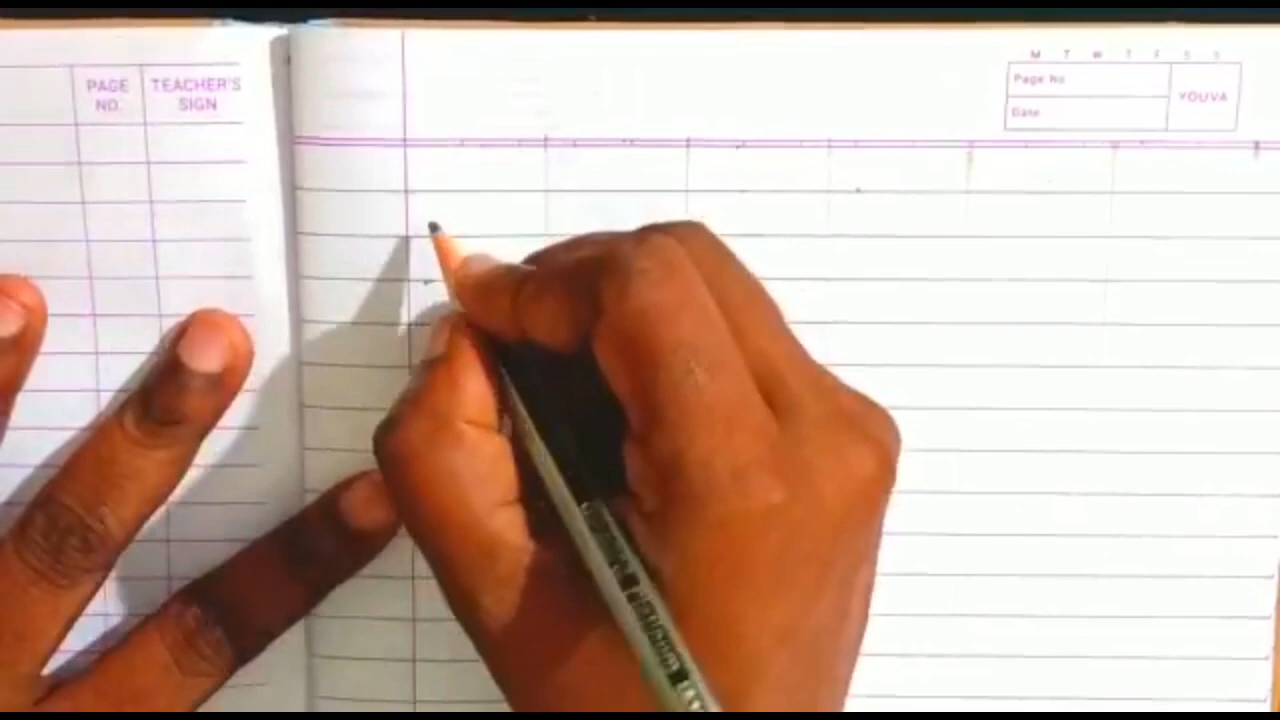 PAGE NO.
TEACHER'S SIGN
M T W T F S S
Page No
Date
YOUVA